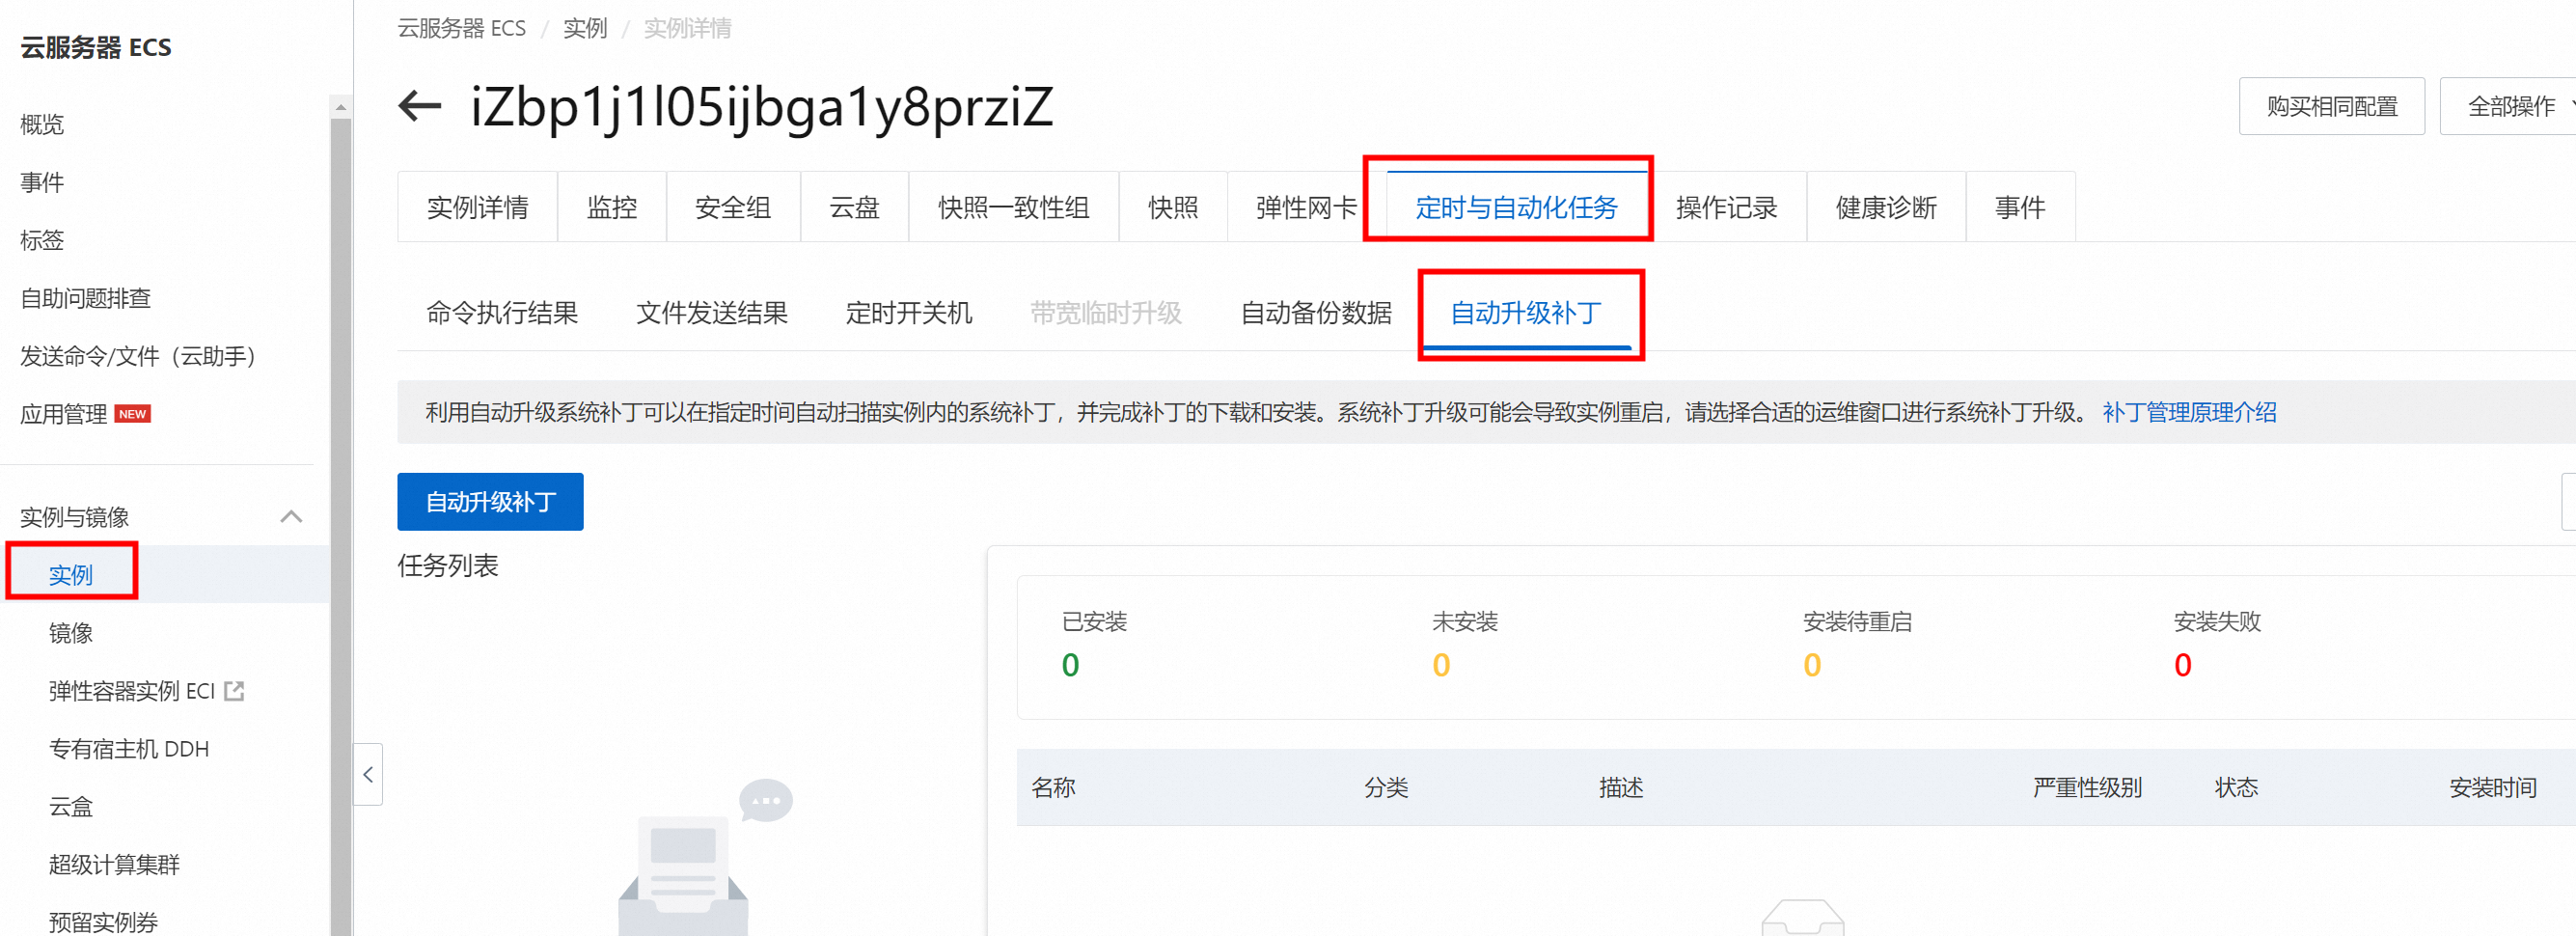 云服务器 ECS
概览
事件
标签
自助问题排查
发送命令/文件（云助手）
应用管理 NEW
实例与镜像
实例
镜像
弹性容器实例 ECI
专有宿主机 DDH
云盒
超级计算集群
预留实例券
云服务器 ECS / 实例 / 实例详情
iZbp1j1l05ijbga1y8prziZ
购买相同配置 全部操作
实例详情 监控 安全组 云盘 快照一致性组 快照 弹性网卡 定时与自动化任务 操作记录 健康诊断 事件
命令执行结果 文件发送结果 定时开关机 带宽临时升级 自动备份数据 自动升级补丁
利用自动升级系统补丁可以在指定时间自动扫描实例内的系统补丁，并完成补丁的下载和安装。系统补丁升级可能会导致实例重启，请选择合适的运维窗口进行系统补丁升级。 补丁管理原理介绍
自动升级补丁
任务列表
已安装 未安装 安装待重启 安装失败
0 0 0 0
名称 分类 描述 严重性级别 状态 安装时间